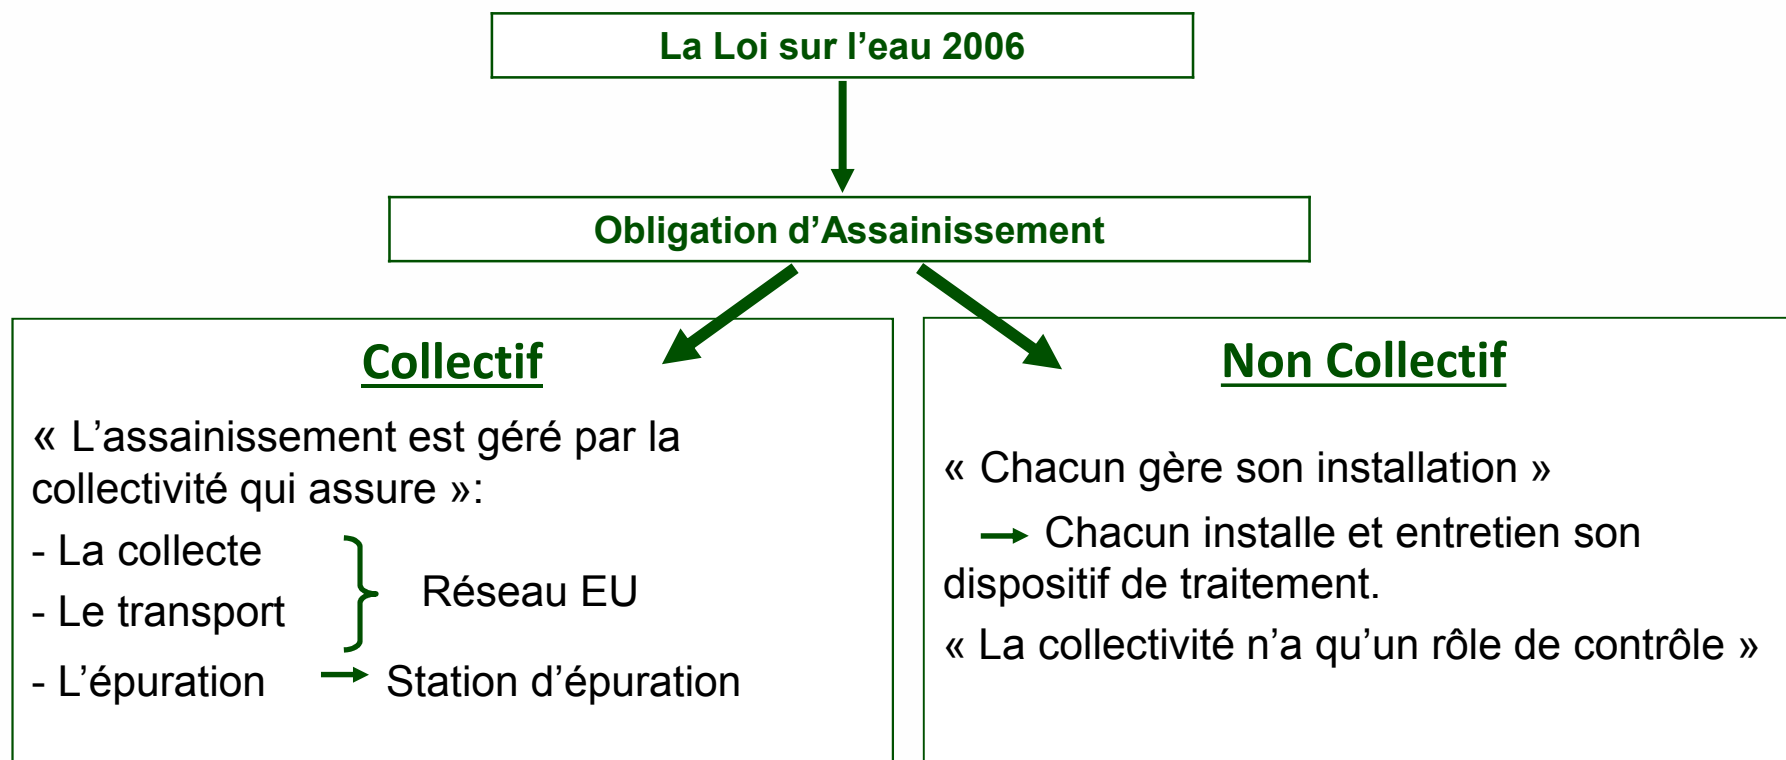 La Loi sur l’eau 2006
Obligation d’Assainissement
Collectif
« L’assainissement est géré par la
collectivité qui assure »:
- La collecte
- Le transport
Réseau EU
- L’épuration
Station d’épuration
Non Collectif
« Chacun gère son installation »
Chacun installe et entretien son
dispositif de traitement.
« La collectivité n’a qu’un rôle de contrôle »